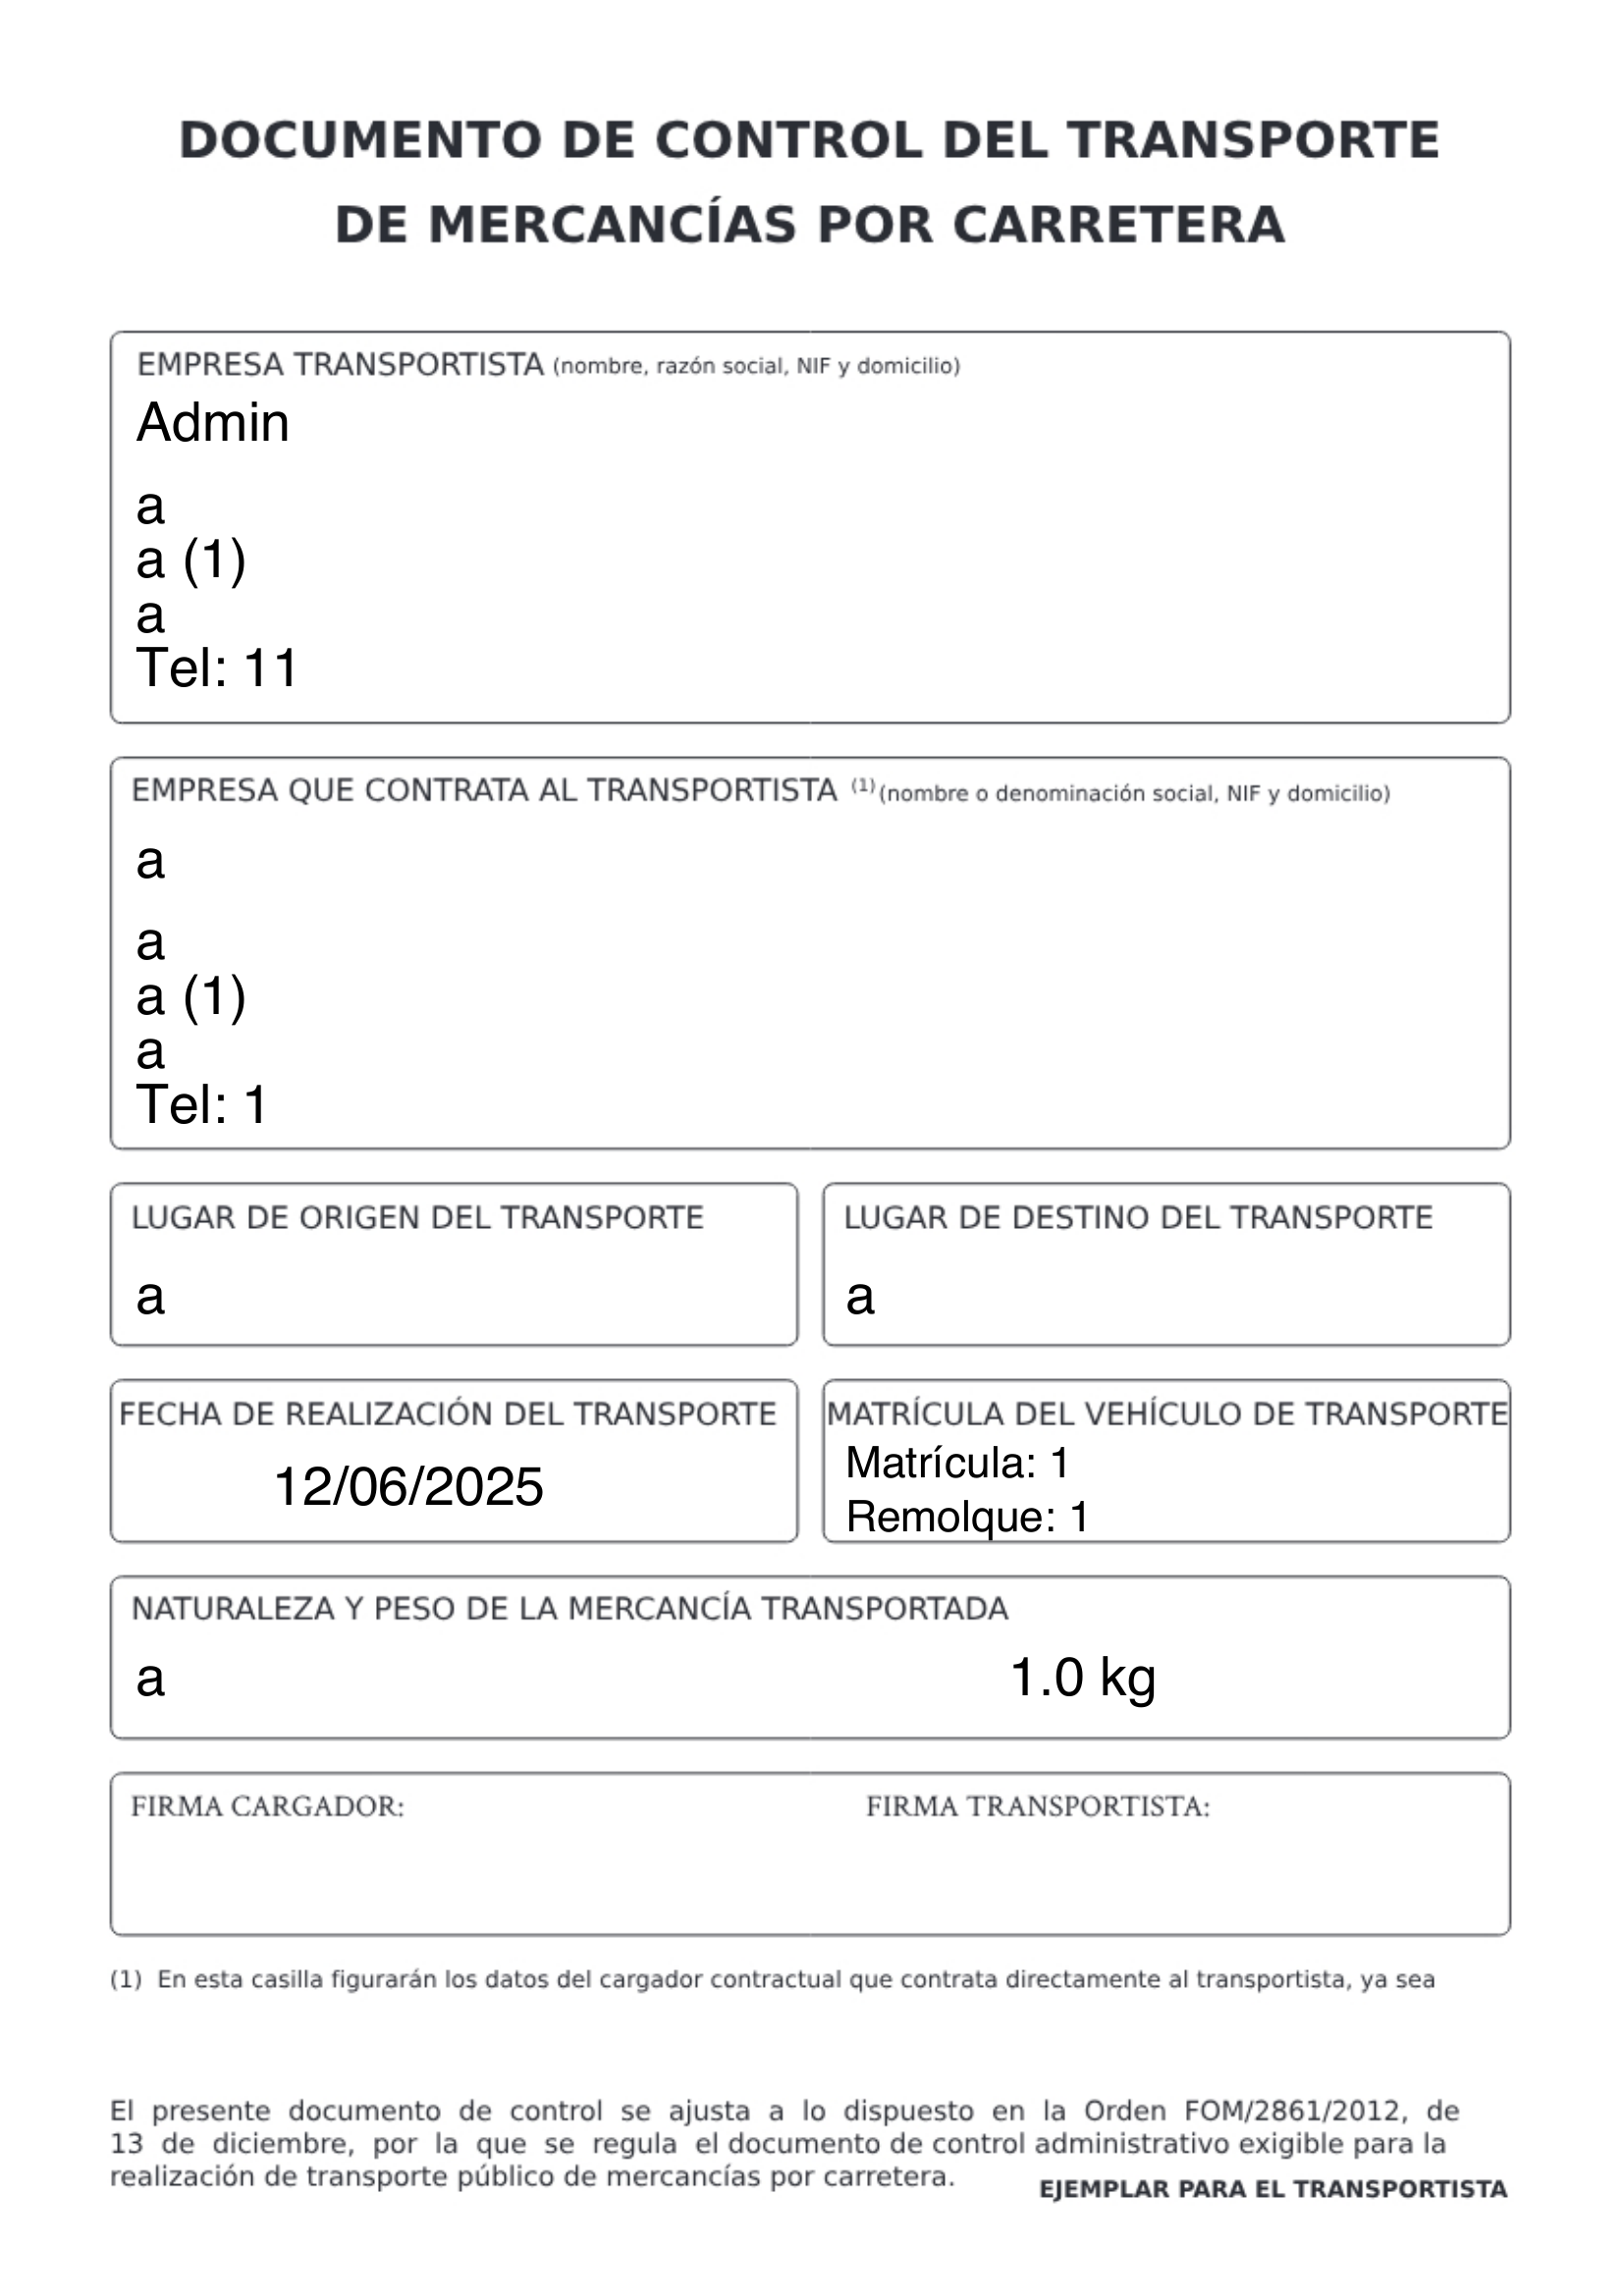 DOCUMENTO DE CONTROL DEL TRANSPORTE
DE MERCANCÍAS POR CARRETERA
EMPRESA TRANSPORTISTA (nombre, razón social, NIF y domicilio)
Admin
a
a (1)
a
Tel: 11
EMPRESA QUE CONTRATA AL TRANSPORTISTA (1) (nombre o denominación social, NIF y domicilio)
a
a
a (1)
a
Tel: 1
LUGAR DE ORIGEN DEL TRANSPORTE
a
LUGAR DE DESTINO DEL TRANSPORTE
a
FECHA DE REALIZACIÓN DEL TRANSPORTE
12/06/2025
MATRÍCULA DEL VEHÍCULO DE TRANSPORTE
Matrícula: 1
Remolque: 1
NATURALEZA Y PESO DE LA MERCANCÍA TRANSPORTADA
a 1.0 kg
FIRMA CARGADOR: FIRMA TRANSPORTISTA:
(1) En esta casilla figurarán los datos del cargador contractual que contrata directamente al transportista, ya sea
El presente documento de control se ajusta a lo dispuesto en la Orden FOM/2861/2012, de
13 de diciembre, por la que se regula el documento de control administrativo exigible para la
realización de transporte público de mercancías por carretera.
EJEMPLAR PARA EL TRANSPORTISTA